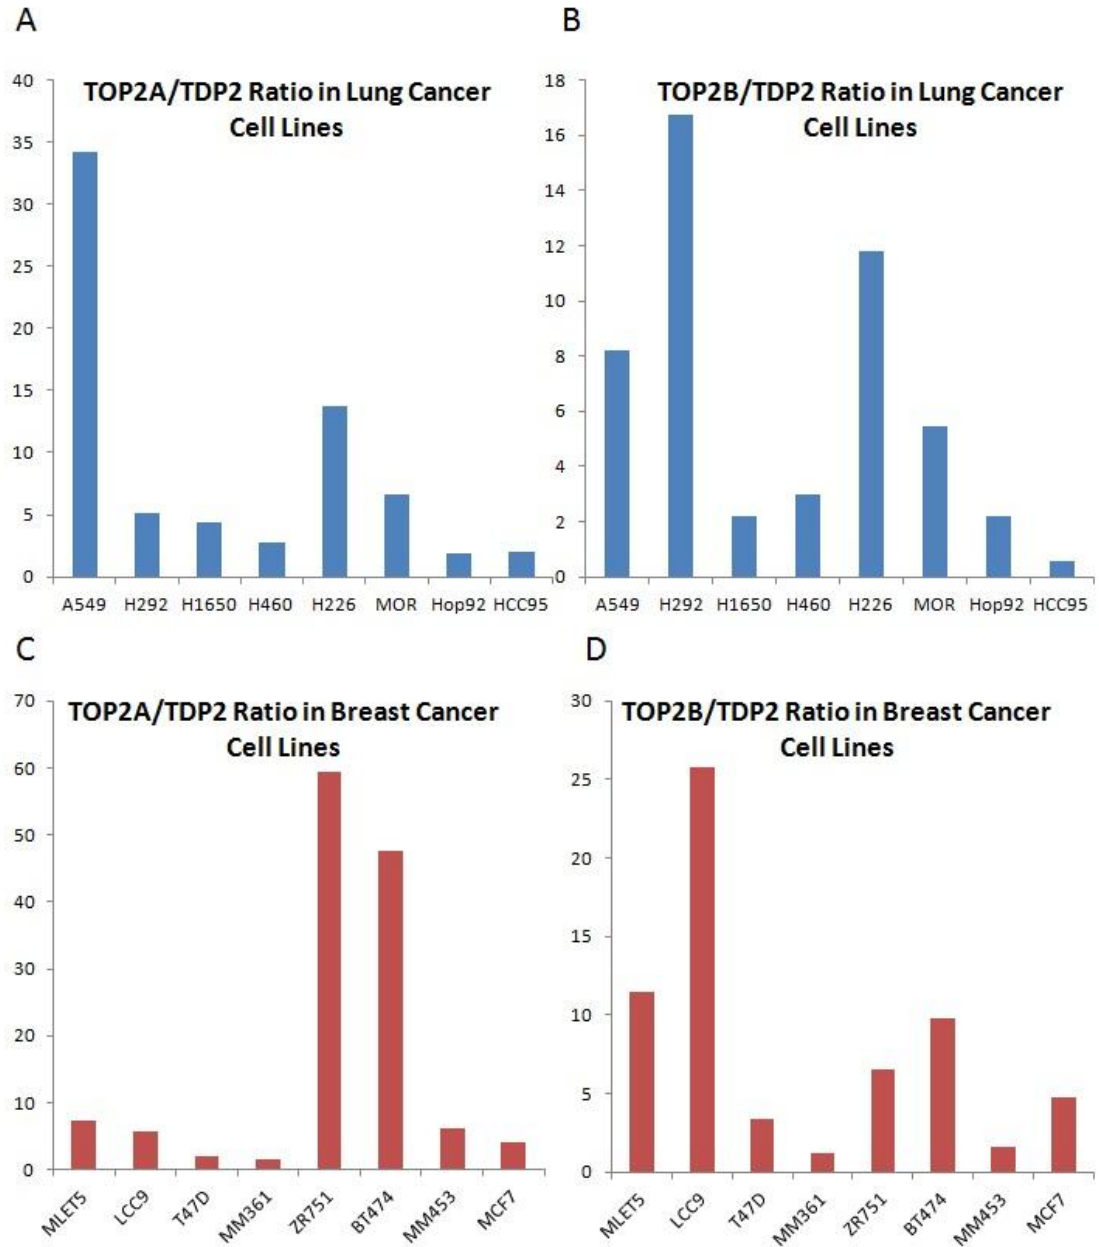 A
TOP2A/TDP2 Ratio in Lung Cancer
Cell Lines
40
35
30
25
20
15
10
5
0
A549 H292 H1650 H460 H226 MOR Hop92 HCC95
B
TOP2B/TDP2 Ratio in Lung Cancer
Cell Lines
18
16
14
12
10
8
6
4
2
0
A549 H292 H1650 H460 H226 MOR Hop92 HCC95
C
TOP2A/TDP2 Ratio in Breast Cancer
Cell Lines
70
60
50
40
30
20
10
0
MLET5 LCC9 T47D MM361 ZR751 BT474 MM453 MCF7
D
TOP2B/TDP2 Ratio in Breast Cancer
Cell Lines
30
25
20
15
10
5
0
MLET5 LCC9 T47D MM361 ZR751 BT474 MM453 MCF7